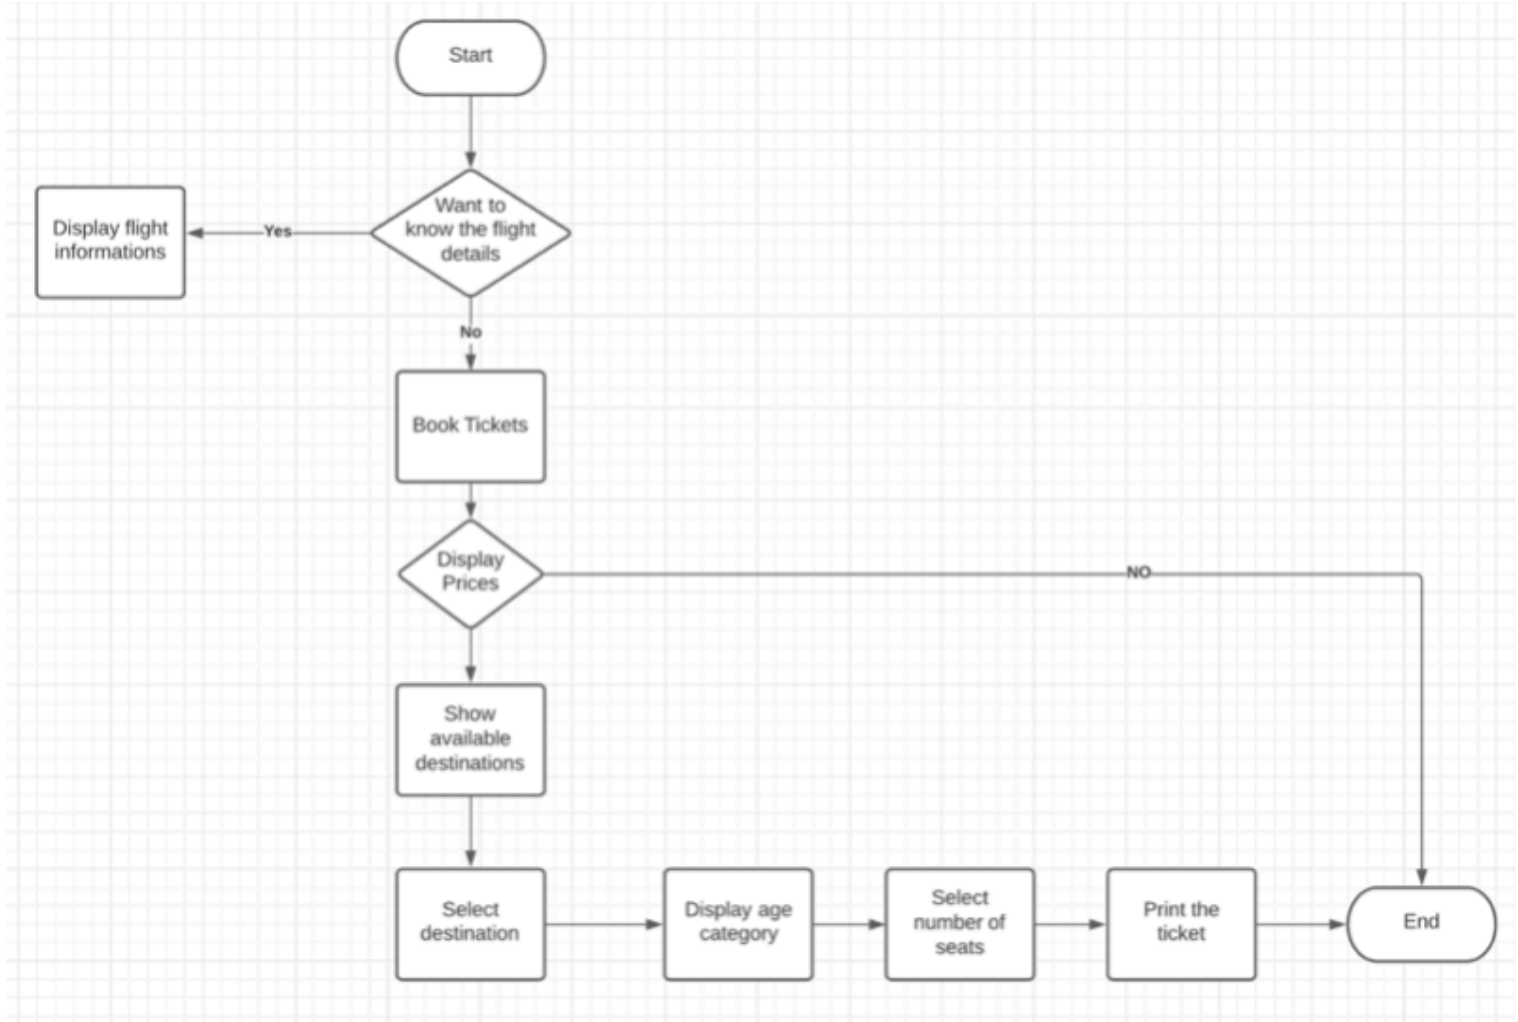 Start
Want to
know the flight
details
Yes
Display flight
informations
No
Book Tickets
Display
Prices
NO
Show
available
destinations
Select
destination
Display age
category
Select
number of
seats
Print the
ticket
End